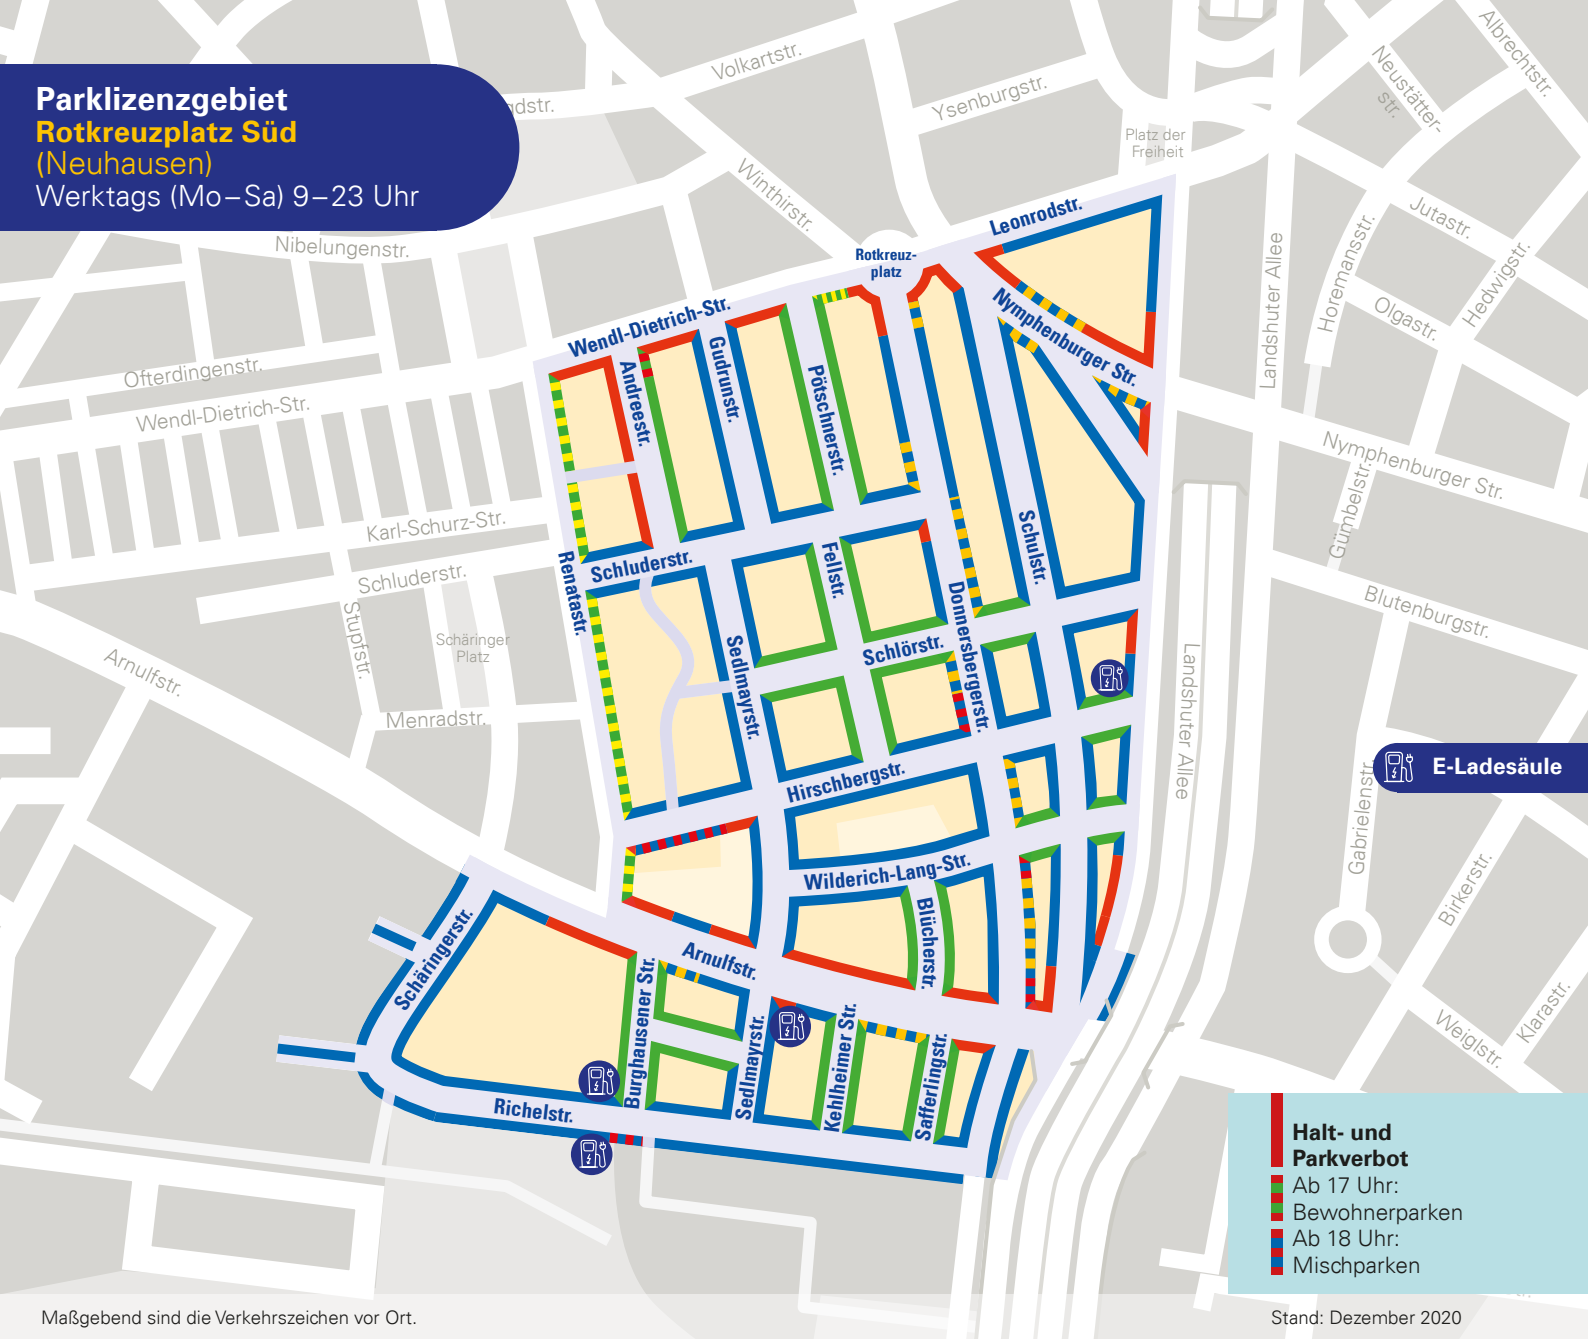 Parklizenzgebiet
Rotkreuzplatz Süd
(Neuhausen)
Werktags (Mo – Sa) 9 – 23 Uhr
Volkartstr.
Ysenburgstr.
Winthirstr.
Platz der
Freiheit
Neustätter-
str.
Albrechtstr.
Jutastr.
Hedwigstr.
Horemansstr.
Olgastr.
Landshuter Allee
Nibelungenstr.
Ofterdingenstr.
Wendl-Dietrich-Str.
Karl-Schurz-Str.
Schluderstr.
Stupfstr.
Schäringer
Platz
Menradstr.
Arnulfstr.
Leonrodstr.
Rotkreuz-
platz
Nymphenburger Str.
Wendl-Dietrich-Str.
Andreestr.
Gudrunstr.
Pötschnerstr.
Renatastr.
Schluderstr.
Fellstr.
Schulstr.
Donnersbergerstr.
Schlörstr.
Sedlmayrstr.
Hirschbergstr.
Wilderich-Lang-Str.
Blücherstr.
Arnulfstr.
Schäringerstr.
Burghausener Str.
Sedlmayrstr.
Kehlheimer Str.
Safferlingstr.
Richelstr.
Nymphenburger Str.
Gümbelstr.
Blutenburgstr.
Landshuter Allee
Gabrielenstr.
Birkerstr.
Weiglstr.
Klarastr.
E-Ladesäule
Halt- und
Parkverbot
Ab 17 Uhr:
Bewohnerparken
Ab 18 Uhr:
Mischparken
Maßgebend sind die Verkehrszeichen vor Ort.
Stand: Dezember 2020